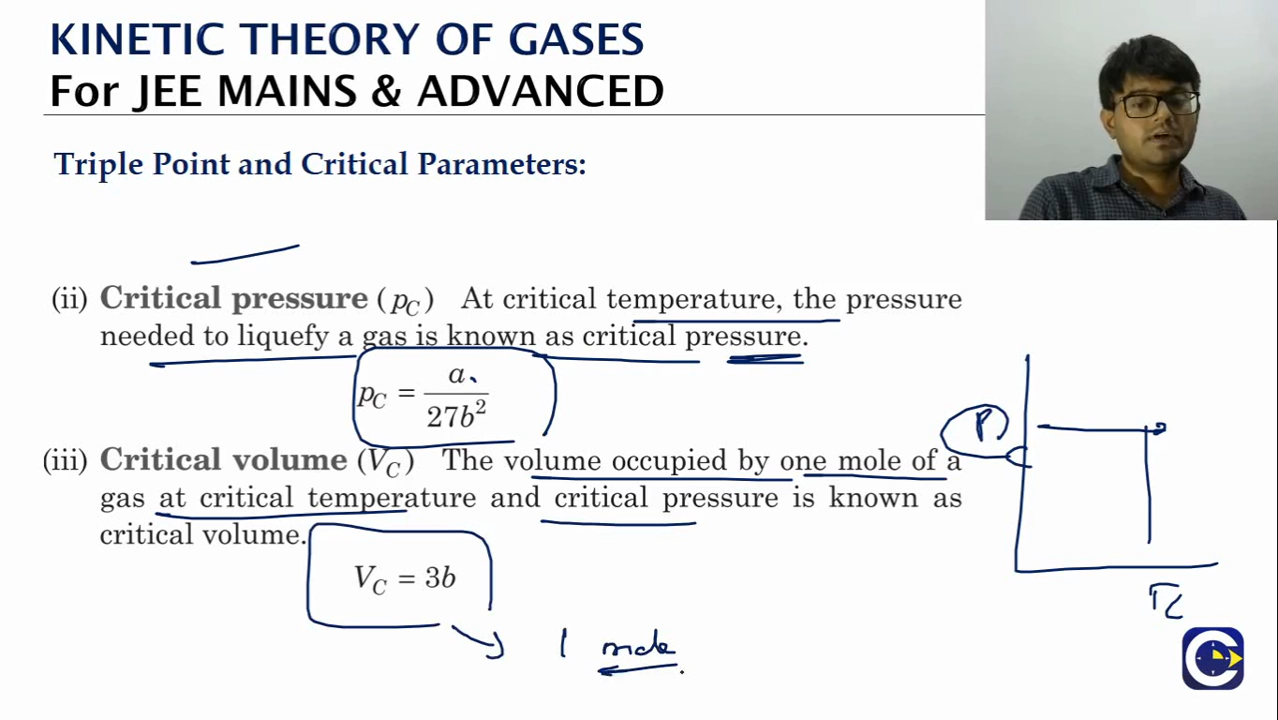 KINETIC THEORY OF GASES
For JEE MAINS & ADVANCED
Triple Point and Critical Parameters:
(ii) Critical pressure (p_C) At critical temperature, the pressure
needed to liquefy a gas is known as critical pressure.
p_C = a / 27b²
(iii) Critical volume (V_C) The volume occupied by one mole of a
gas at critical temperature and critical pressure is known as
critical volume.
V_C = 3b
1 mole
P
Tc